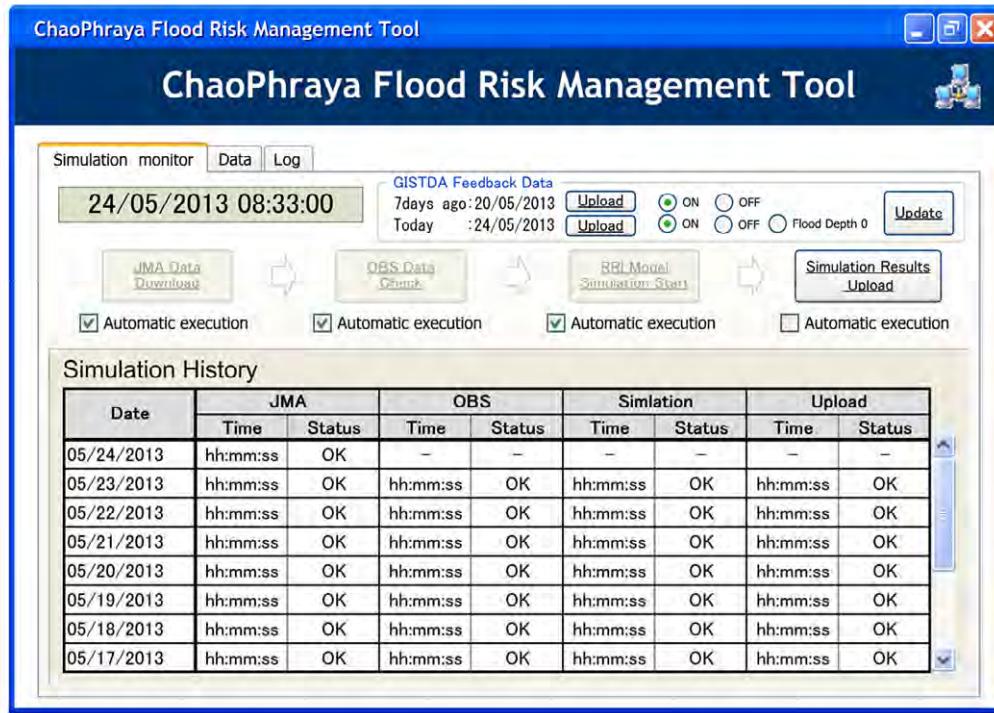 ChaoPhraya Flood Risk Management Tool
ChaoPhraya Flood Risk Management Tool
Simulation monitor Data Log
24/05/2013 08:33:00
GISTDA Feedback Data
7days ago:20/05/2013 Upload ON OFF
Today :24/05/2013 Upload ON OFF Flood Depth 0
Update
JMA Data
Download
OBS Data
Check
RRI Model
Simulation Start
Simulation Results
Upload
Automatic execution Automatic execution Automatic execution Automatic execution
Simulation History
Date JMA OBS Simlation Upload
Time Status Time Status Time Status Time Status
05/24/2013 hh:mm:ss OK – – – – – –
05/23/2013 hh:mm:ss OK hh:mm:ss OK hh:mm:ss OK hh:mm:ss OK
05/22/2013 hh:mm:ss OK hh:mm:ss OK hh:mm:ss OK hh:mm:ss OK
05/21/2013 hh:mm:ss OK hh:mm:ss OK hh:mm:ss OK hh:mm:ss OK
05/20/2013 hh:mm:ss OK hh:mm:ss OK hh:mm:ss OK hh:mm:ss OK
05/19/2013 hh:mm:ss OK hh:mm:ss OK hh:mm:ss OK hh:mm:ss OK
05/18/2013 hh:mm:ss OK hh:mm:ss OK hh:mm:ss OK hh:mm:ss OK
05/17/2013 hh:mm:ss OK hh:mm:ss OK hh:mm:ss OK hh:mm:ss OK